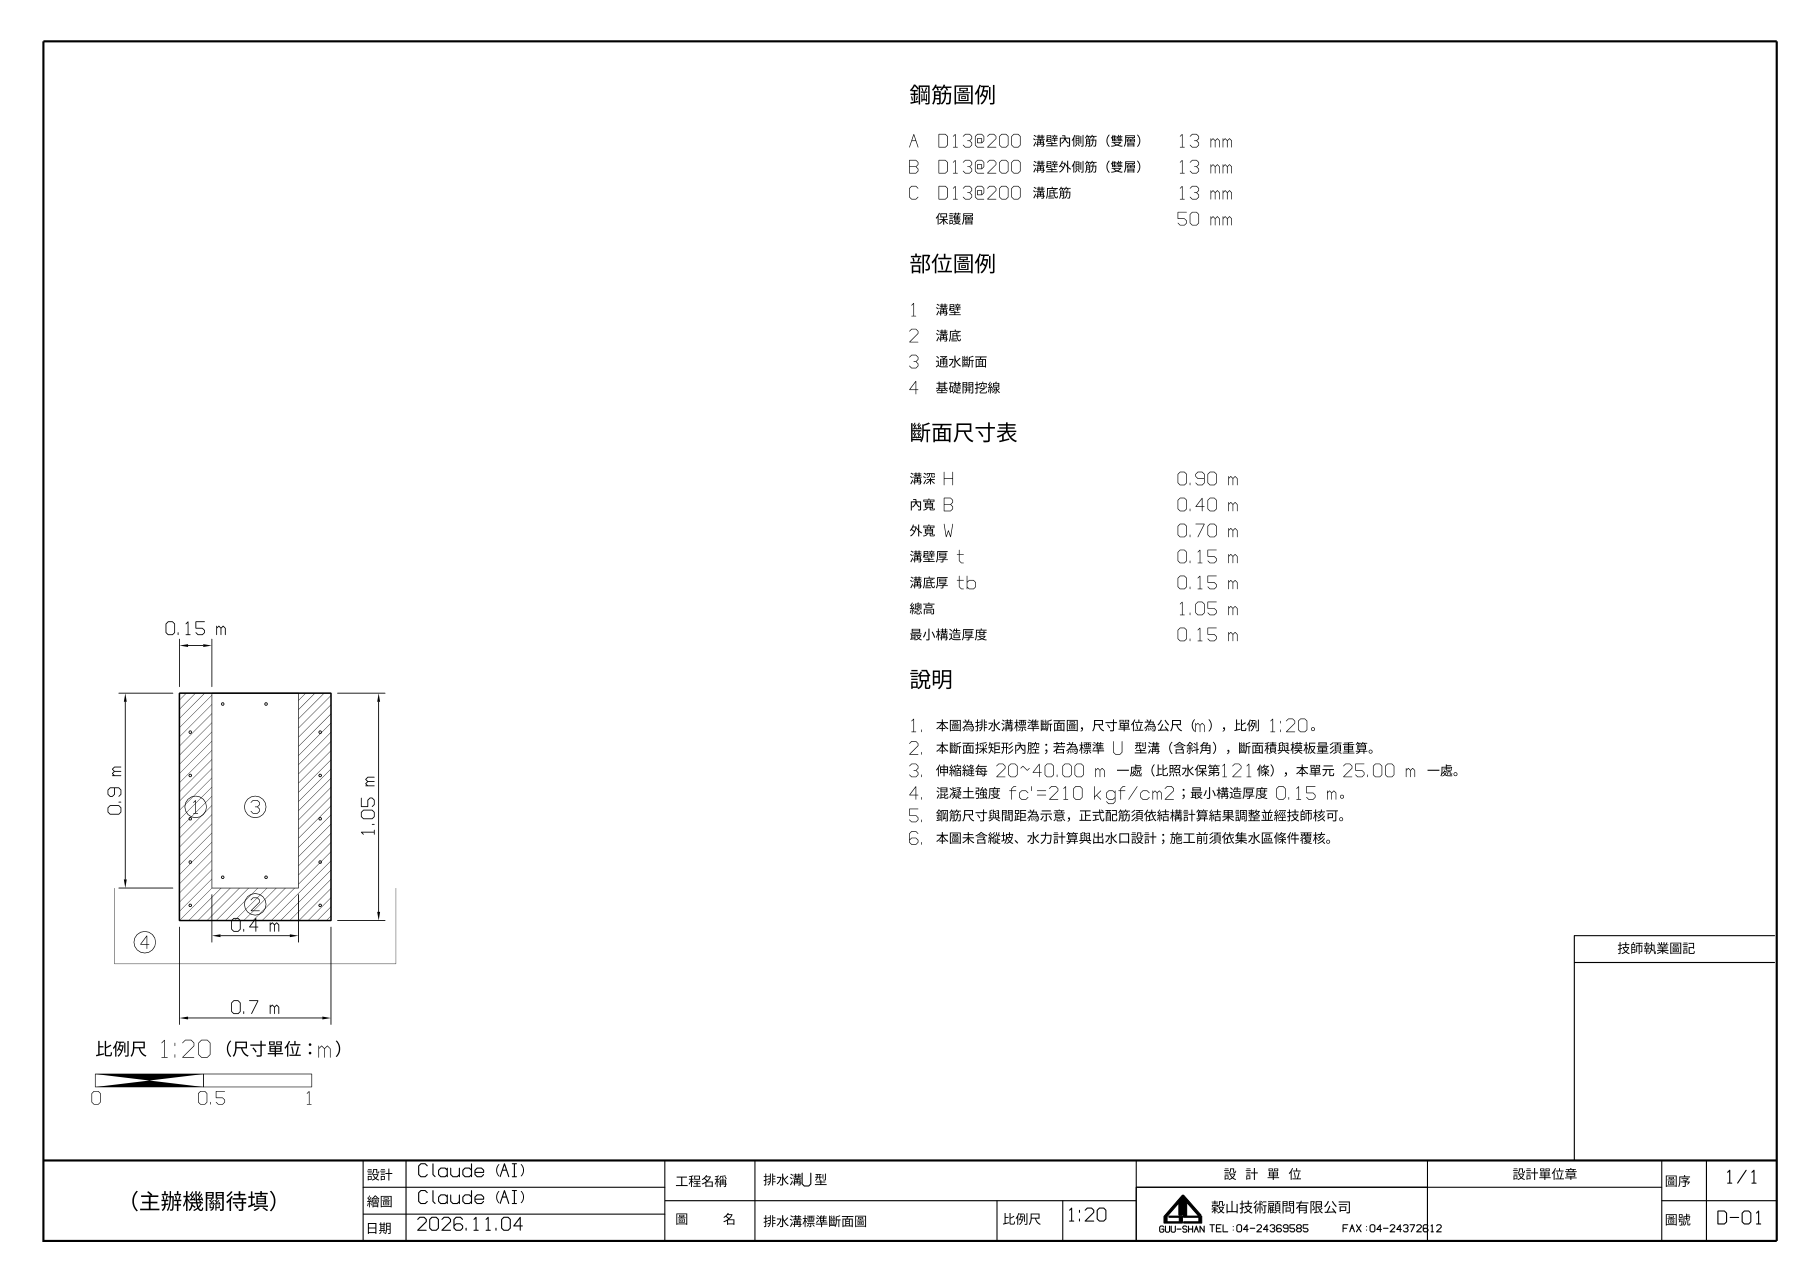 鋼筋圖例
A D13@200 溝壁內側筋（雙層） 13 mm
B D13@200 溝壁外側筋（雙層） 13 mm
C D13@200 溝底筋 13 mm
保護層 50 mm
部位圖例
1 溝壁
2 溝底
3 通水斷面
4 基礎開挖線
斷面尺寸表
溝深 H 0.90 m
內寬 B 0.40 m
外寬 W 0.70 m
溝壁厚 t 0.15 m
溝底厚 tb 0.15 m
總高 1.05 m
最小構造厚度 0.15 m
說明
1. 本圖為排水溝標準斷面圖，尺寸單位為公尺（m），比例 1:20。
2. 本斷面採矩形內腔；若為標準 U 型溝（含斜角），斷面積與模板量須重算。
3. 伸縮縫每 20~40.00 m 一處（比照水保第121條），本單元 25.00 m 一處。
4. 混凝土強度 fc'=210 kgf/cm2；最小構造厚度 0.15 m。
5. 鋼筋尺寸與間距為示意，正式配筋須依結構計算結果調整並經技師核可。
6. 本圖未含縱坡、水力計算與出水口設計；施工前須依集水區條件覆核。
0.15 m
0.9 m
1.05 m
1
3
2
0.4 m
4
0.7 m
比例尺 1:20（尺寸單位：m）
0 0.5 1
技師執業圖記
（主辦機關待填）
設計 Claude (AI)
繪圖 Claude (AI)
日期 2026.11.04
工程名稱 排水溝U型
圖 名 排水溝標準斷面圖
比例尺 1:20
設 計 單 位
穀山技術顧問有限公司
GUU-SHAN TEL :04-24369585 FAX :04-24372612
設計單位章
圖序 1/1
圖號 D-01